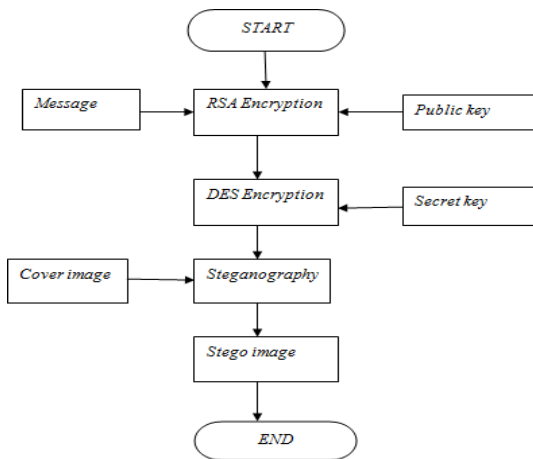 START
Message
RSA Encryption
Public key
DES Encryption
Secret key
Cover image
Steganography
Stego image
END